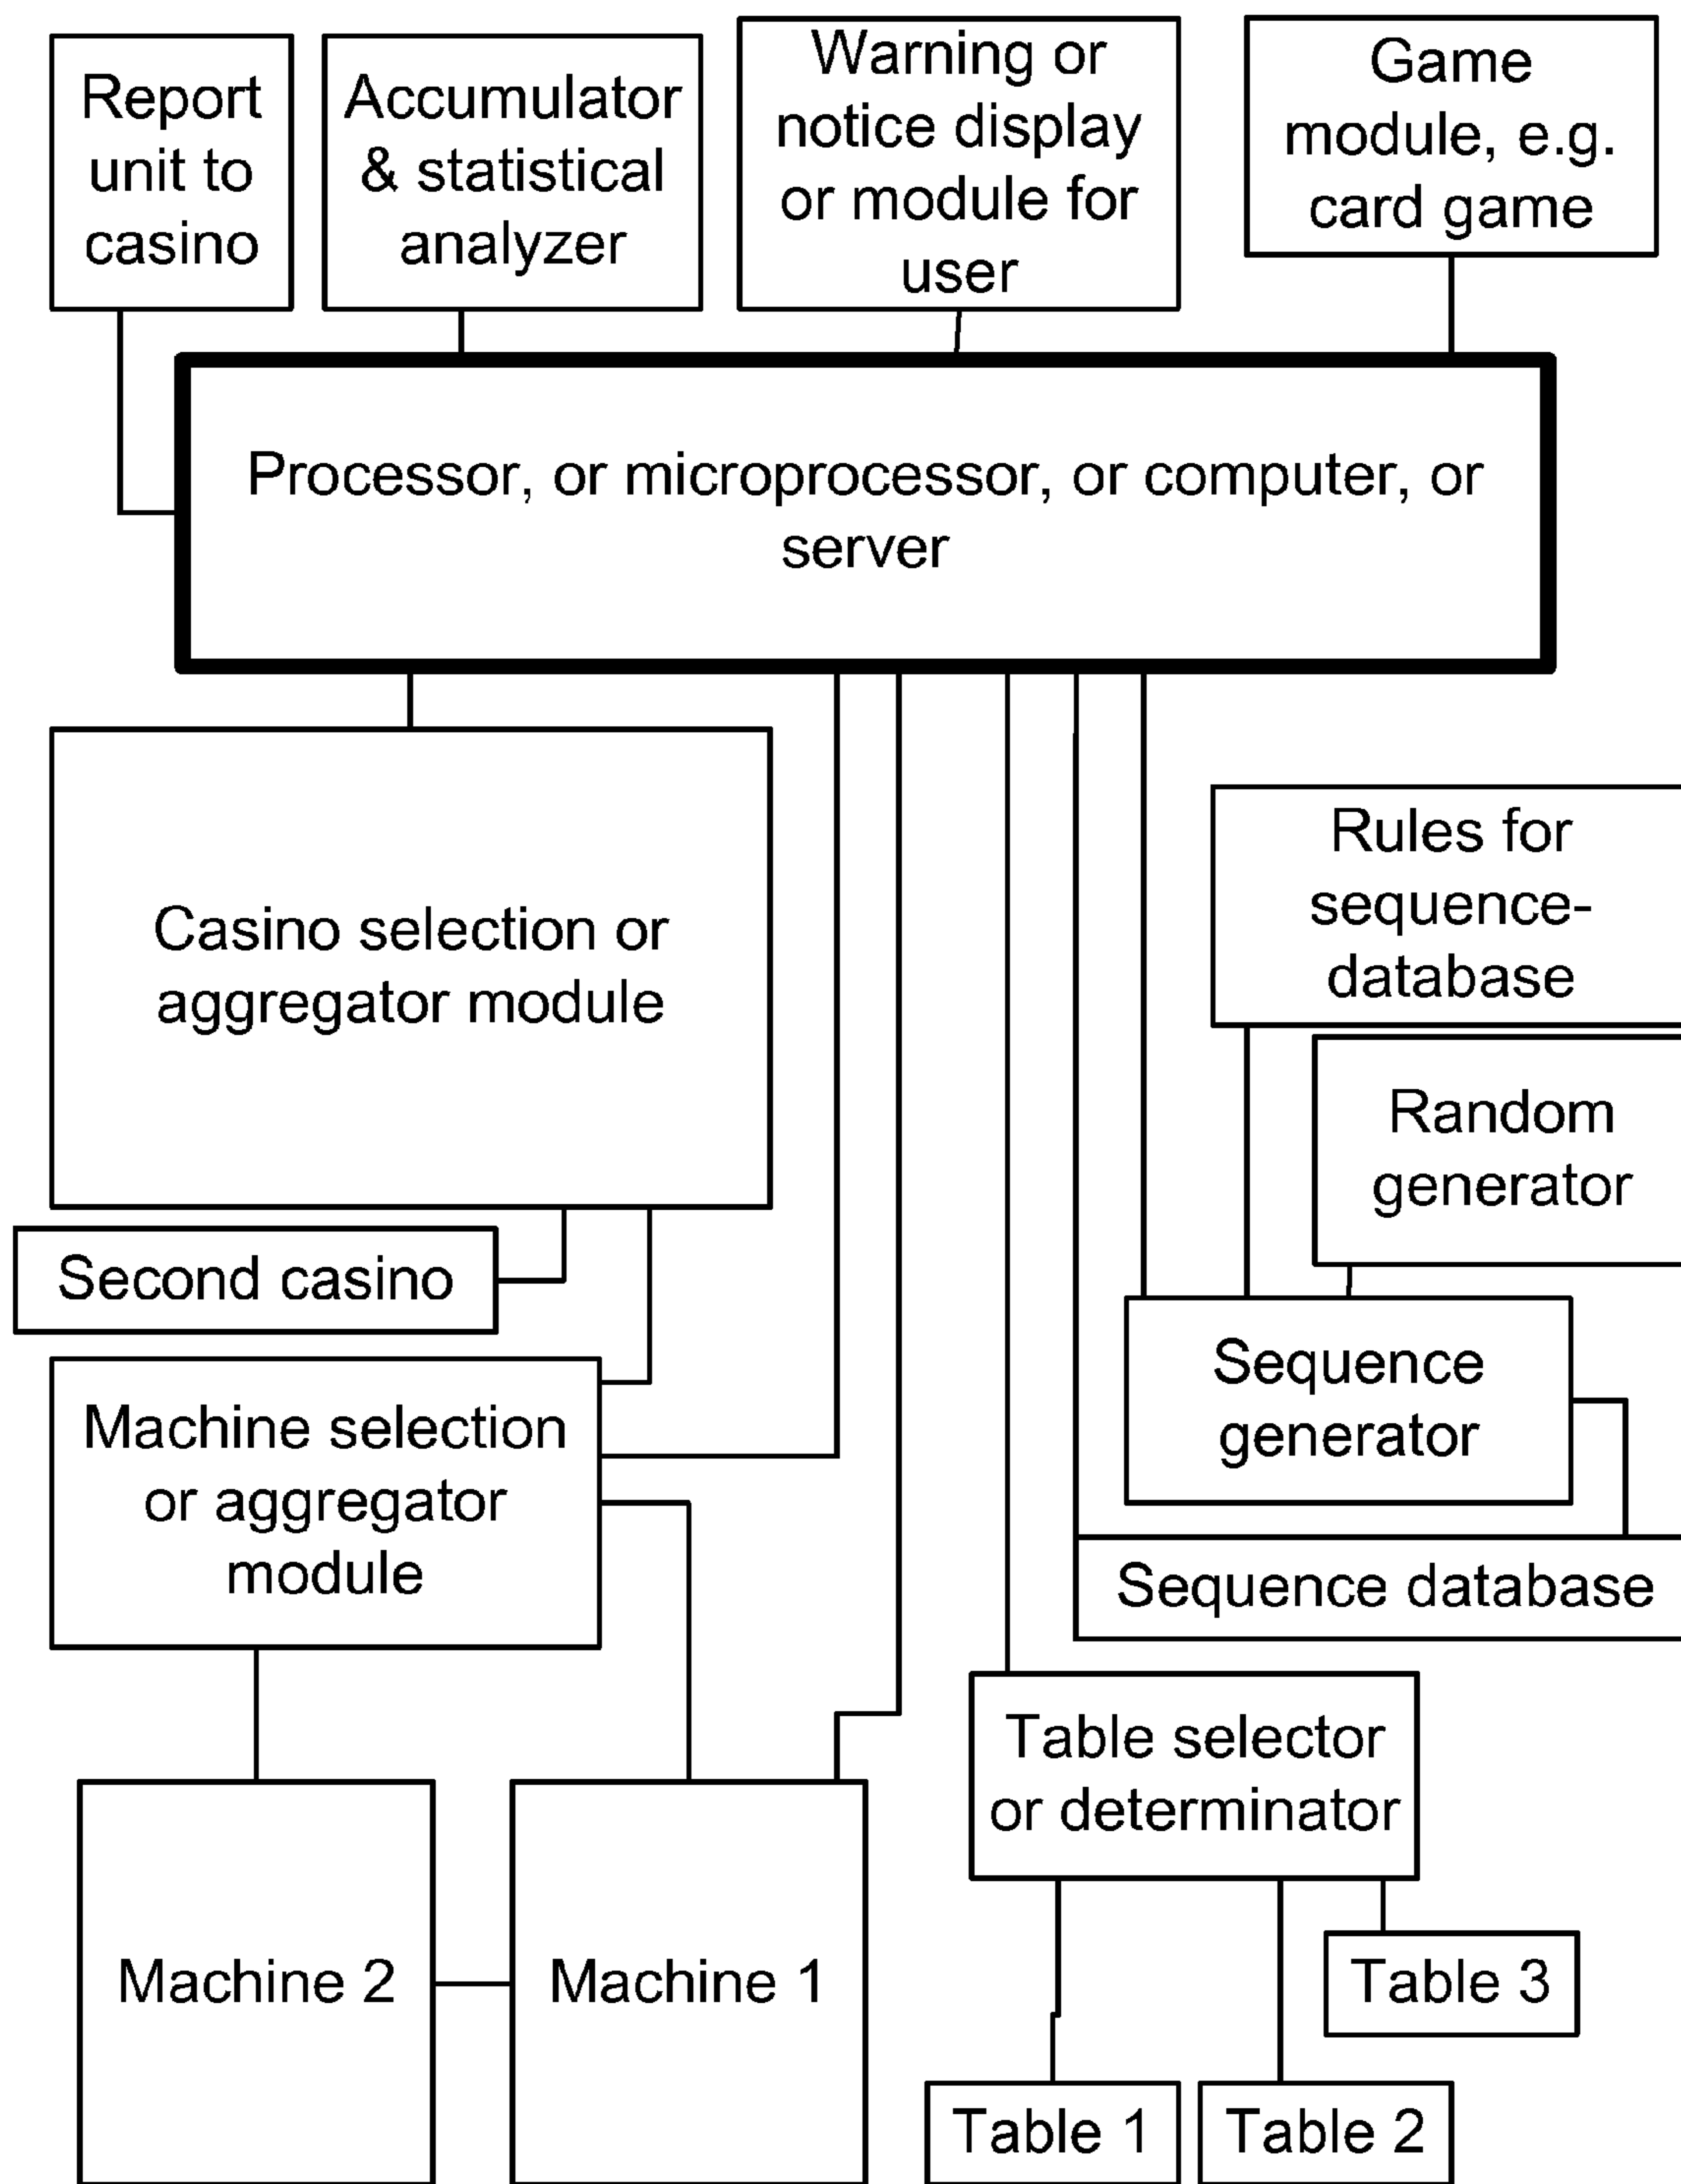 Report
unit to
casino
Accumulator
& statistical
analyzer
Warning or
notice display
or module for
user
Game
module, e.g.
card game
Processor, or microprocessor, or computer, or
server
Casino selection or
aggregator module
Rules for
sequence-
database
Random
generator
Second casino
Sequence
generator
Machine selection
or aggregator
module
Sequence database
Table selector
or determinator
Machine 2
Machine 1
Table 3
Table 1
Table 2